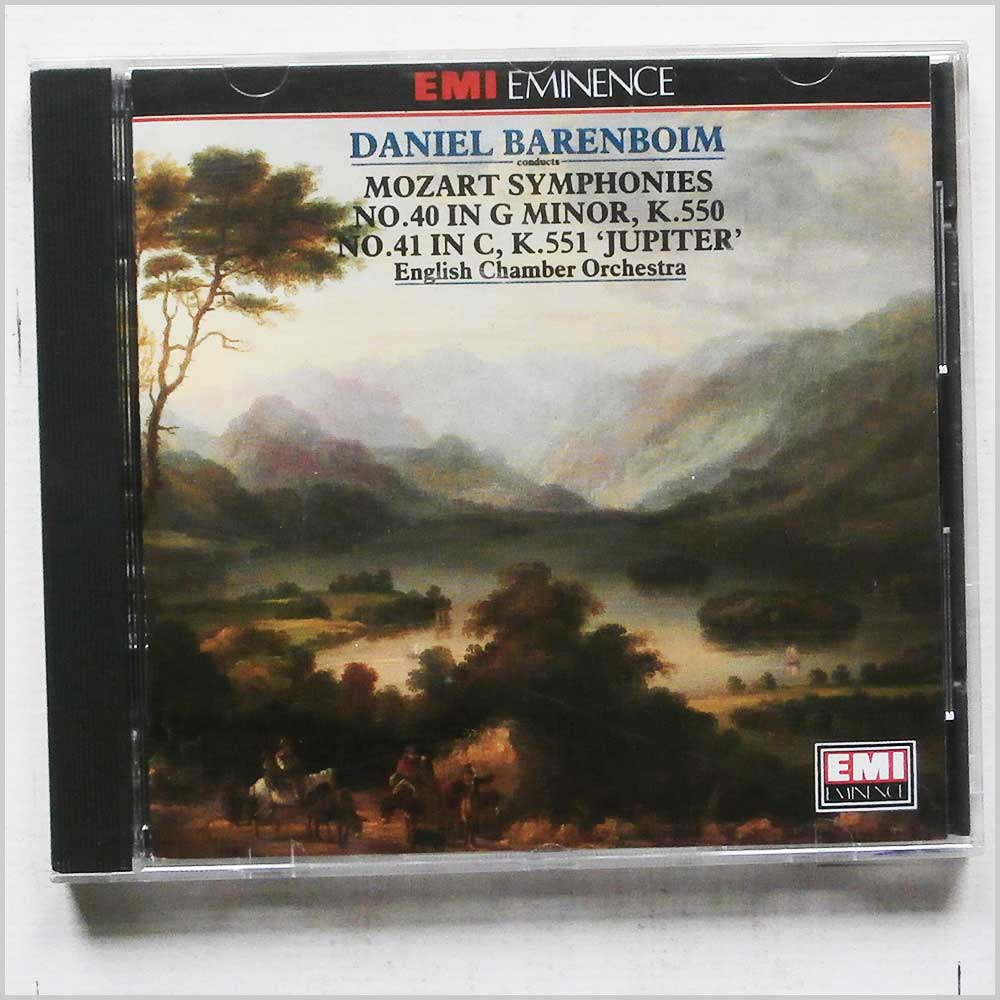 EMI EMINENCE
DANIEL BARENBOIM
conducts
MOZART SYMPHONIES
NO.40 IN G MINOR, K.550
NO.41 IN C, K.551 ‘JUPITER’
English Chamber Orchestra
EMI
EMINENCE